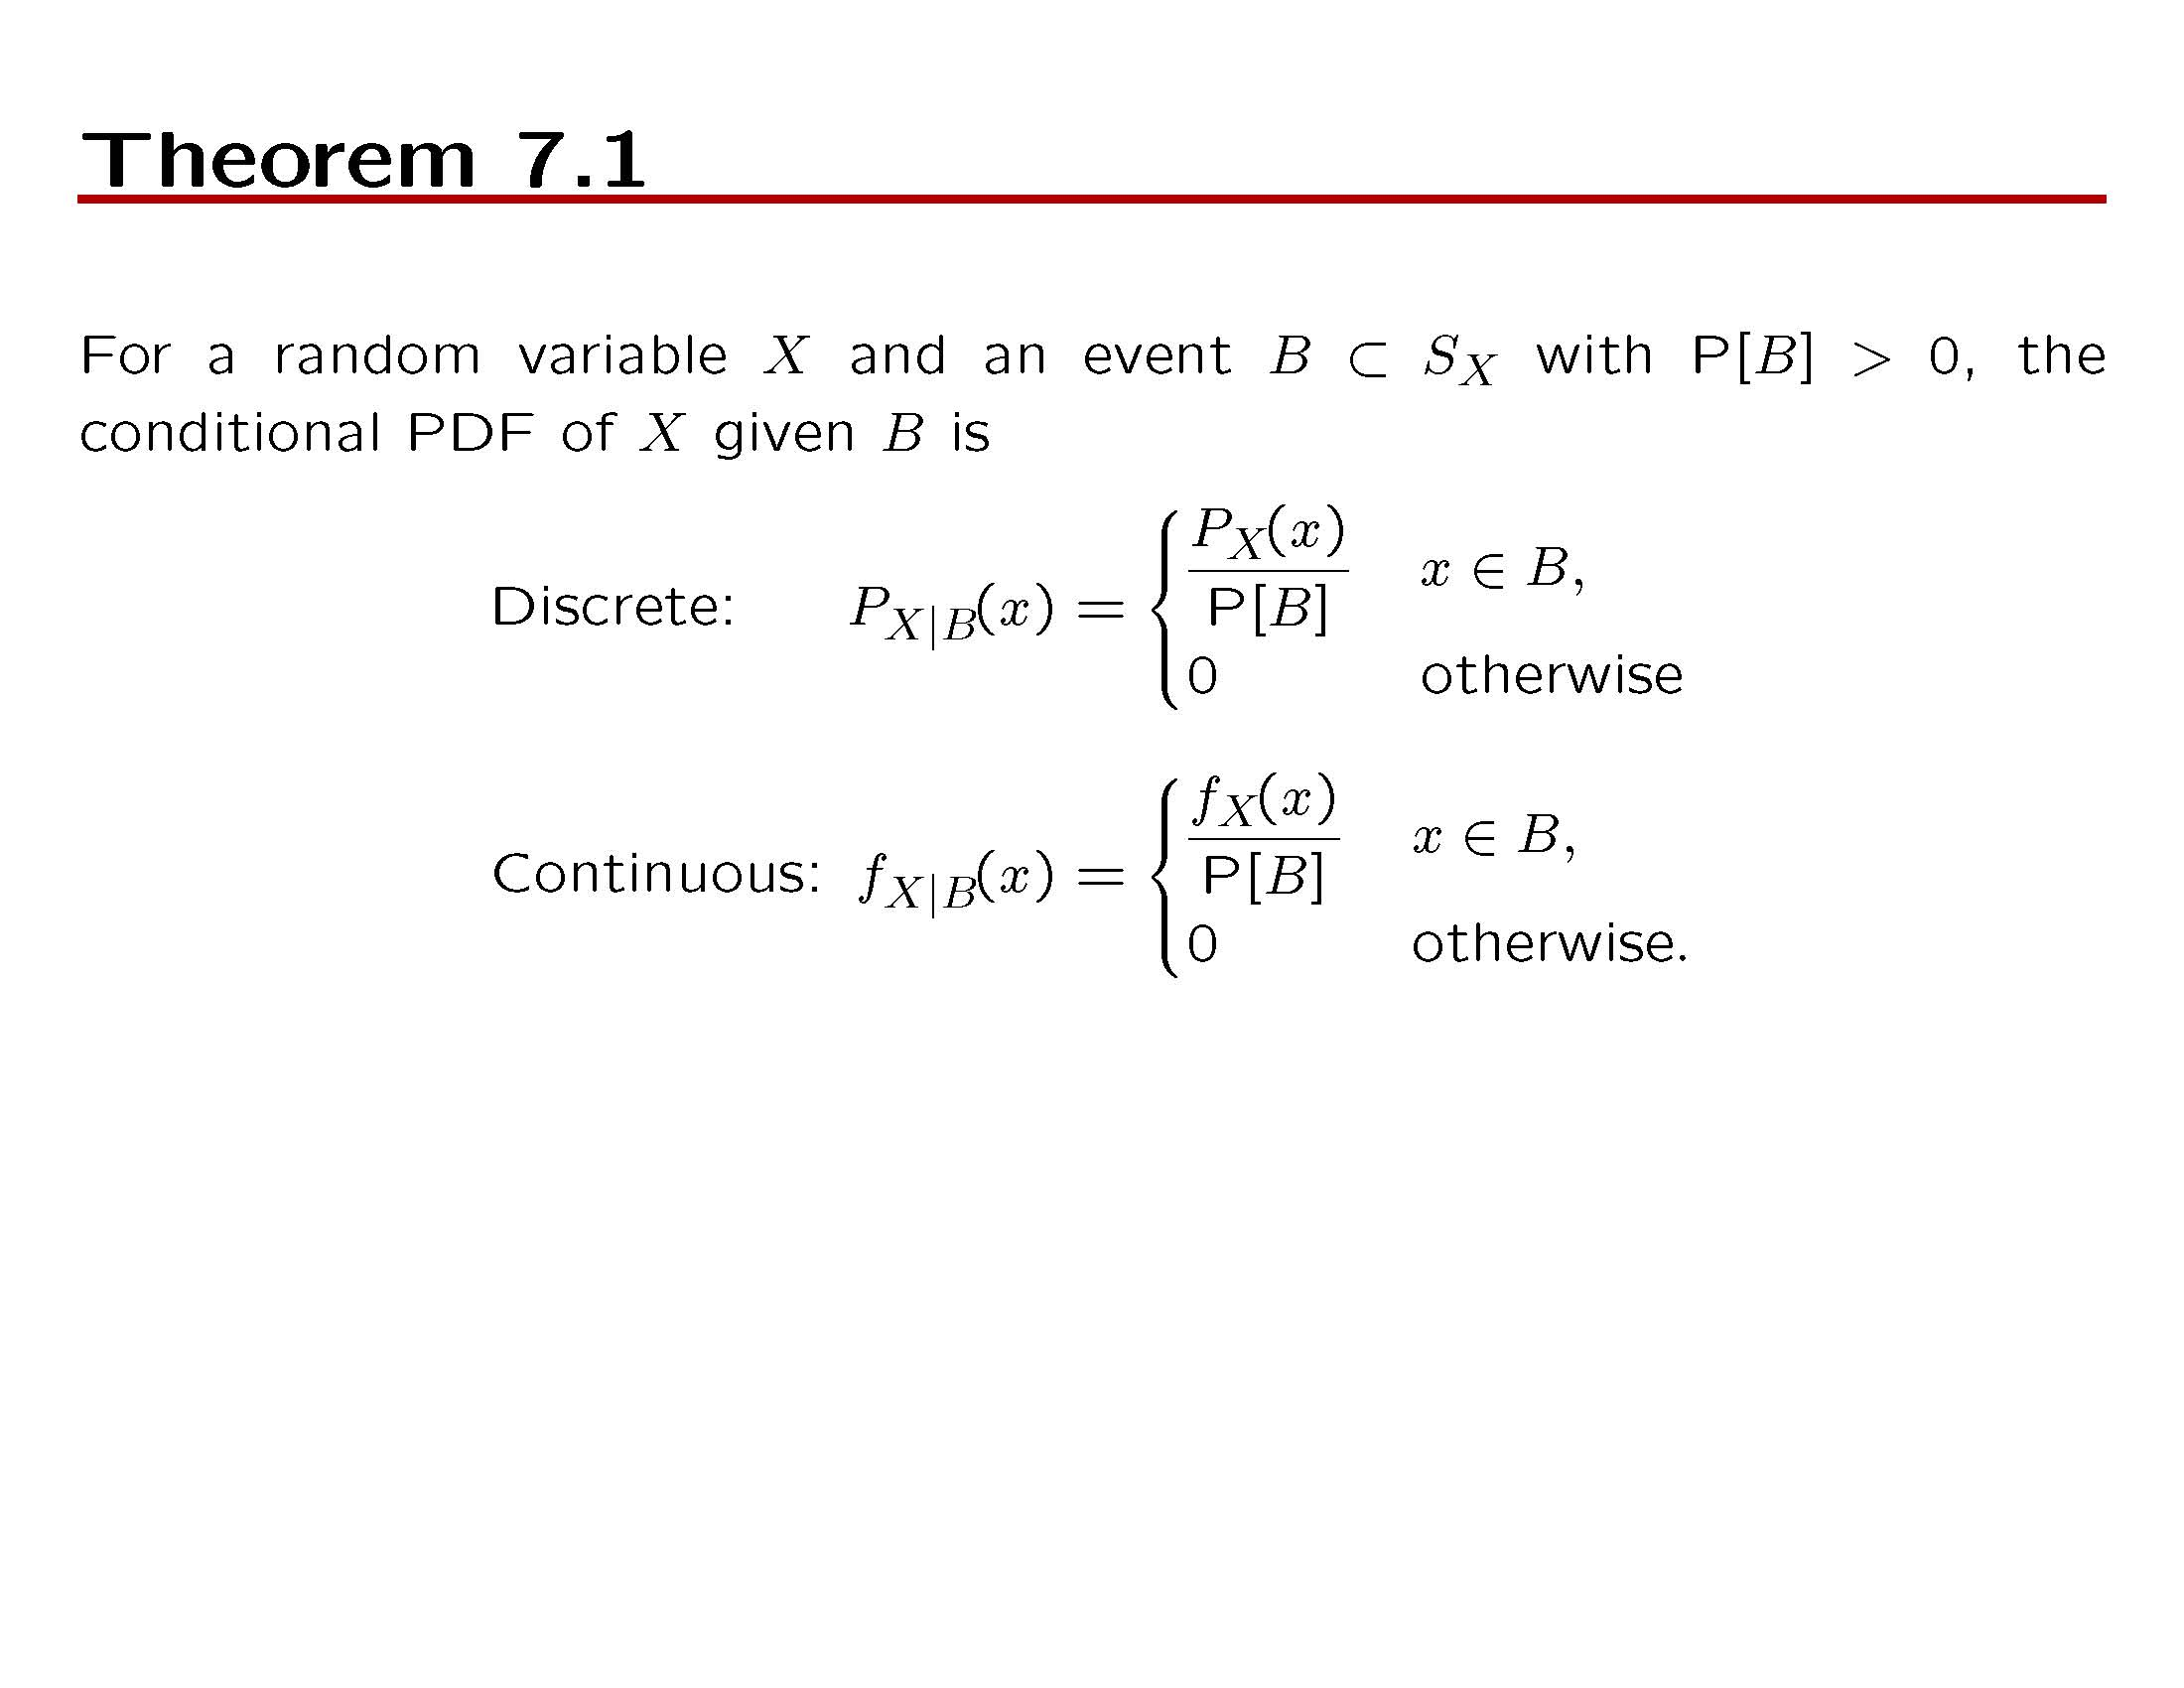 Theorem 7.1
For a random variable X and an event B ⊂ S_X with P[B] > 0, the
conditional PDF of X given B is
Discrete: P_{X|B}(x) = { P_X(x) / P[B]  x ∈ B,
0  otherwise
Continuous: f_{X|B}(x) = { f_X(x) / P[B]  x ∈ B,
0  otherwise.